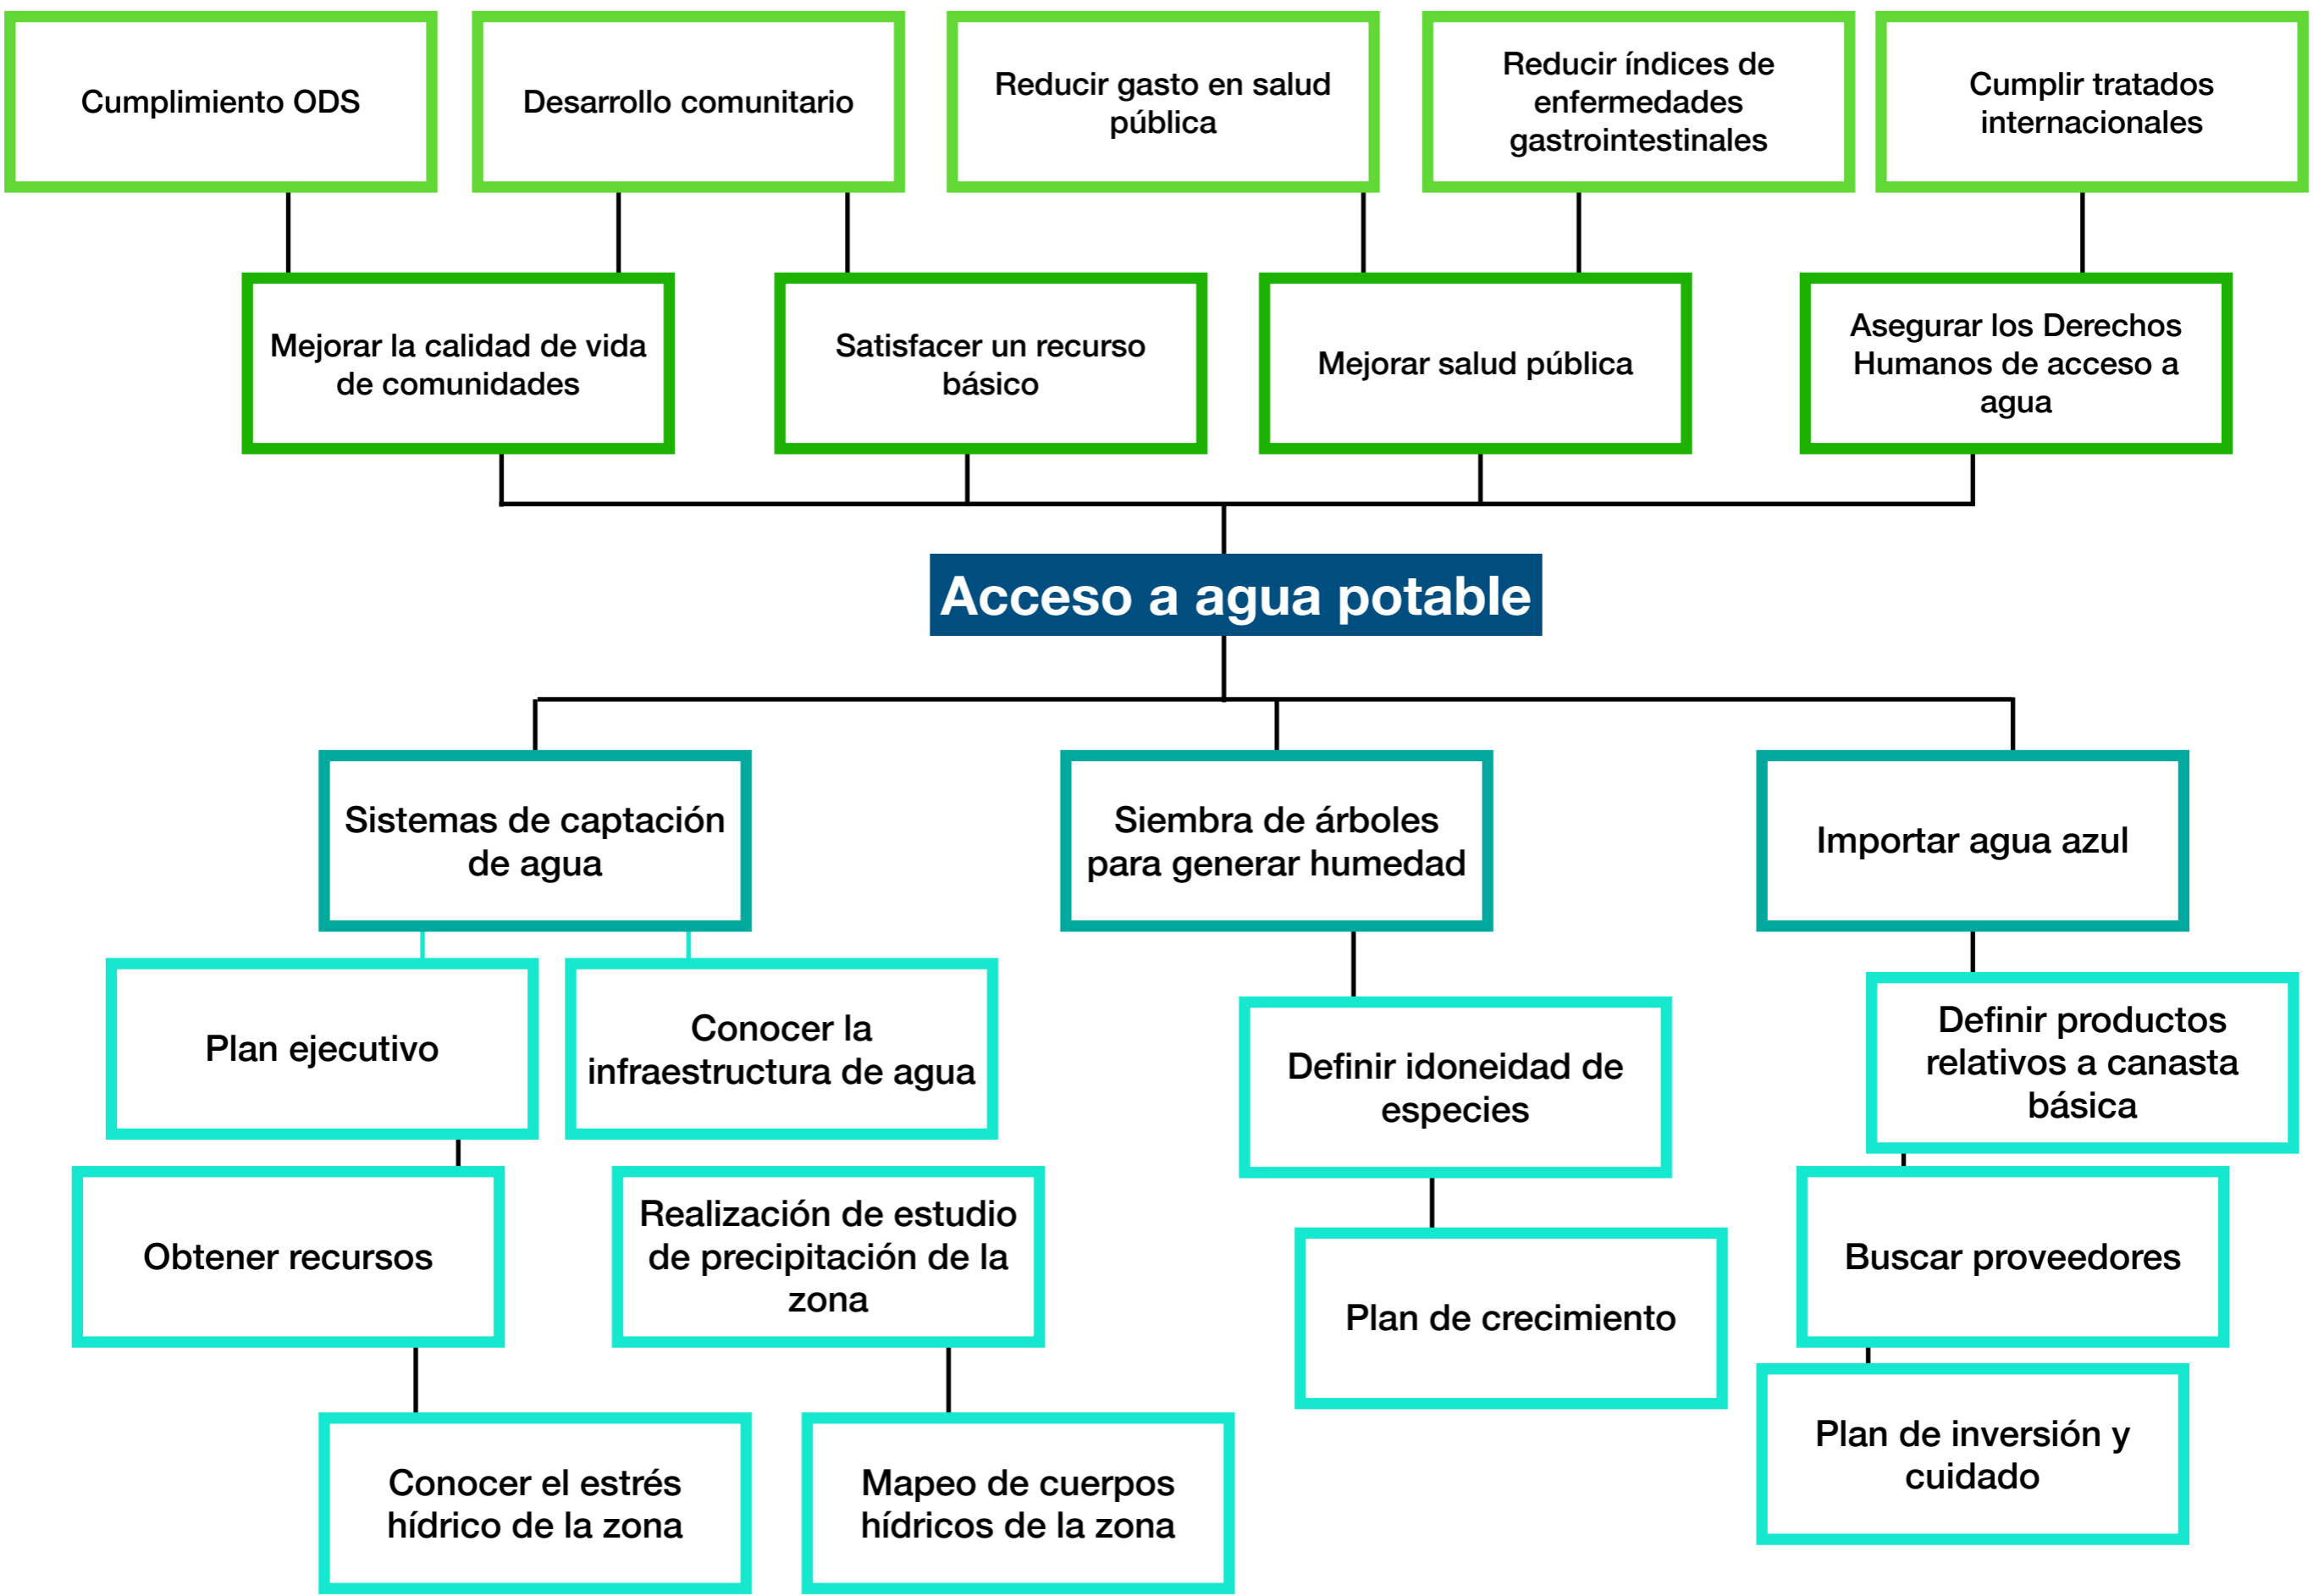 Cumplimiento ODS
Desarrollo comunitario
Reducir gasto en salud
pública
Reducir índices de
enfermedades
gastrointestinales
Cumplir tratados
internacionales
Mejorar la calidad de vida
de comunidades
Satisfacer un recurso
básico
Mejorar salud pública
Asegurar los Derechos
Humanos de acceso a
agua
Acceso a agua potable
Sistemas de captación
de agua
Siembra de árboles
para generar humedad
Importar agua azul
Plan ejecutivo
Conocer la
infraestructura de agua
Definir idoneidad de
especies
Definir productos
relativos a canasta
básica
Obtener recursos
Realización de estudio
de precipitación de la
zona
Plan de crecimiento
Buscar proveedores
Conocer el estrés
hídrico de la zona
Mapeo de cuerpos
hídricos de la zona
Plan de inversión y
cuidado